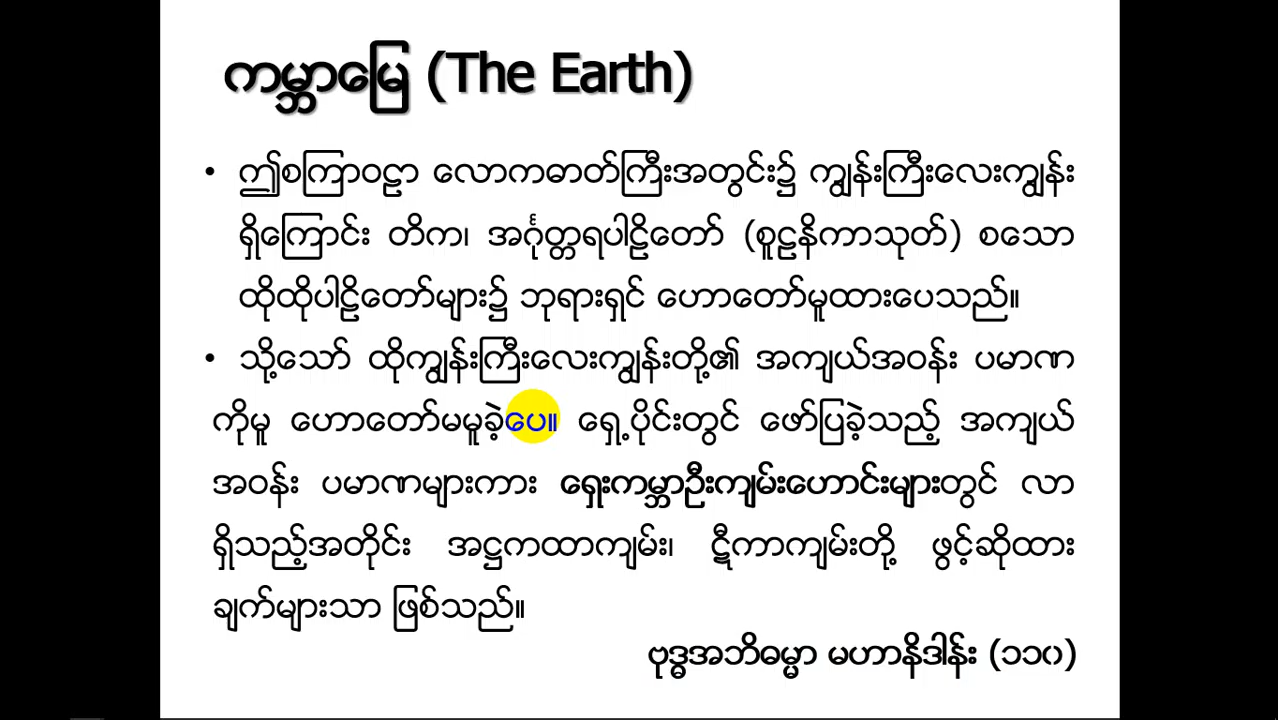 ကမ္ဘာမြေ (The Earth)
• ဤစကြာဝဠာ လောကဓာတ်ကြီးအတွင်း၌ ကျွန်းကြီးလေးကျွန်း
ရှိကြောင်း တိက၊ အင်္ဂုတ္တရပါဠိတော် (စူဠနိကာသုတ်) စသော
ထိုထိုပါဠိတော်များ၌ ဘုရားရှင် ဟောတော်မူထားပေသည်။
• သို့သော် ထိုကျွန်းကြီးလေးကျွန်းတို့၏ အကျယ်အဝန်း ပမာဏ
ကိုမူ ဟောတော်မမူခဲ့ပေ။ ရှေ့ပိုင်းတွင် ဖော်ပြခဲ့သည့် အကျယ်
အဝန်း ပမာဏများကား ရှေးကမ္ဘာဦးကျမ်းဟောင်းများတွင် လာ
ရှိသည့်အတိုင်း အဋ္ဌကထာကျမ်း၊ ဋီကာကျမ်းတို့ ဖွင့်ဆိုထား
ချက်များသာ ဖြစ်သည်။
ဗုဒ္ဓအဘိဓမ္မာ မဟာနိဒါန်း (၁၁၀)